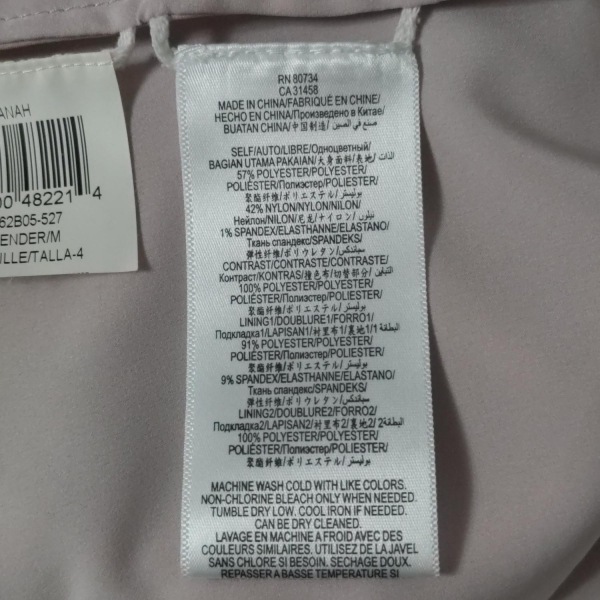 ANAH
00 48221 4
62B05-527
ENDER/M
ILLE/TALLA-4
RN 80734
CA 31458
MADE IN CHINA/FABRIQUÉ EN CHINE/
HECHO EN CHINA/Произведено в Китае/
BUATAN CHINA/中国制造/ صنع في الصين/
SELF/AUTO/LIBRE/Одноцветный/
BAGIAN UTAMA PAKAIAN/大身面料/表地/ الذات/
57% POLYESTER/POLYESTER/
POLIÉSTER/Полиэстер/POLIESTER/
聚酯纤维/ポリエステル/ بوليستر/
42% NYLON/NYLON/NILON/
Нейлон/NILON/尼龙/ナイロン/ نيلون/
1% SPANDEX/ELASTHANNE/ELASTANO/
Ткань спандекс/SPANDEKS/
弹性纤维/ポリウレタン/ سباندكس/
CONTRAST/CONTRASTE/CONTRASTE/
Контраст/KONTRAS/撞色布/切替部分/ التباين/
100% POLYESTER/POLYESTER/
POLIÉSTER/Полиэстер/POLIESTER/
聚酯纤维/ポリエステル/ بوليستر/
LINING1/DOUBLURE1/FORRO1/
Подкладка1/LAPISAN1/衬里布1/裏地1/ البطانة1/
91% POLYESTER/POLYESTER/
POLIÉSTER/Полиэстер/POLIESTER/
聚酯纤维/ポリエステル/ بوليستر/
9% SPANDEX/ELASTHANNE/ELASTANO/
Ткань спандекс/SPANDEKS/
弹性纤维/ポリウレタン/ سباندكس/
LINING2/DOUBLURE2/FORRO2/
Подкладка2/LAPISAN2/衬里布2/裏地2/ البطانة2/
100% POLYESTER/POLYESTER/
POLIÉSTER/Полиэстер/POLIESTER/
聚酯纤维/ポリエステル/ بوليستر/
MACHINE WASH COLD WITH LIKE COLORS.
NON-CHLORINE BLEACH ONLY WHEN NEEDED.
TUMBLE DRY LOW. COOL IRON IF NEEDED.
CAN BE DRY CLEANED.
LAVAGE EN MACHINE A FROID AVEC DES
COULEURS SIMILAIRES. UTILISEZ DE LA JAVEL
SANS CHLORE SI BESOIN. SECHAGE DOUX.
REPASSER A BASSE TEMPERATURE SI